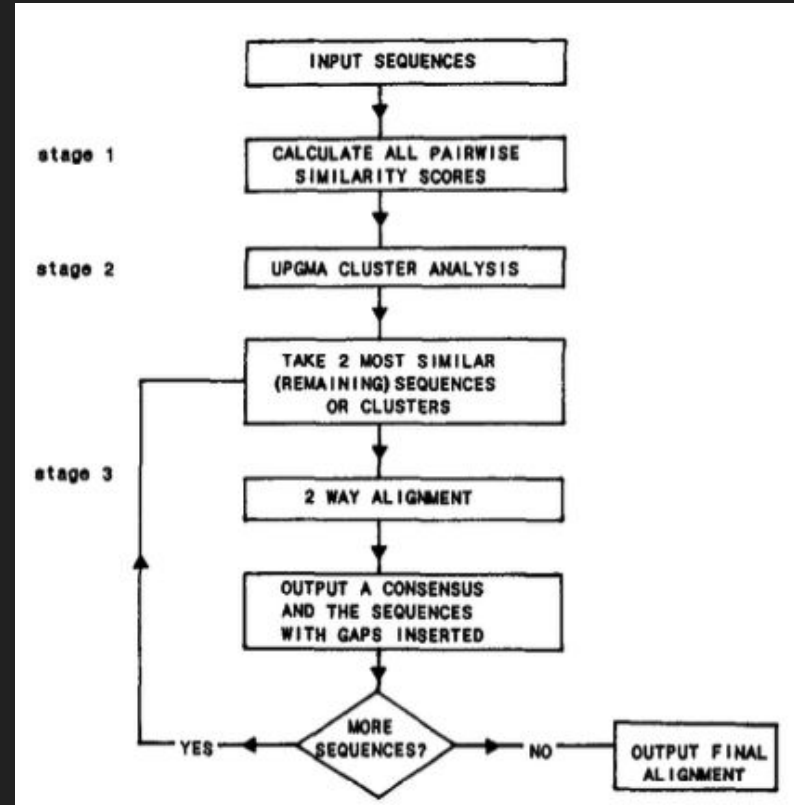 INPUT SEQUENCES
stage 1
CALCULATE ALL PAIRWISE
SIMILARITY SCORES
stage 2
UPGMA CLUSTER ANALYSIS
TAKE 2 MOST SIMILAR
(REMAINING) SEQUENCES
OR CLUSTERS
stage 3
2 WAY ALIGNMENT
OUTPUT A CONSENSUS
AND THE SEQUENCES
WITH GAPS INSERTED
MORE
SEQUENCES?
YES
NO
OUTPUT FINAL
ALIGNMENT